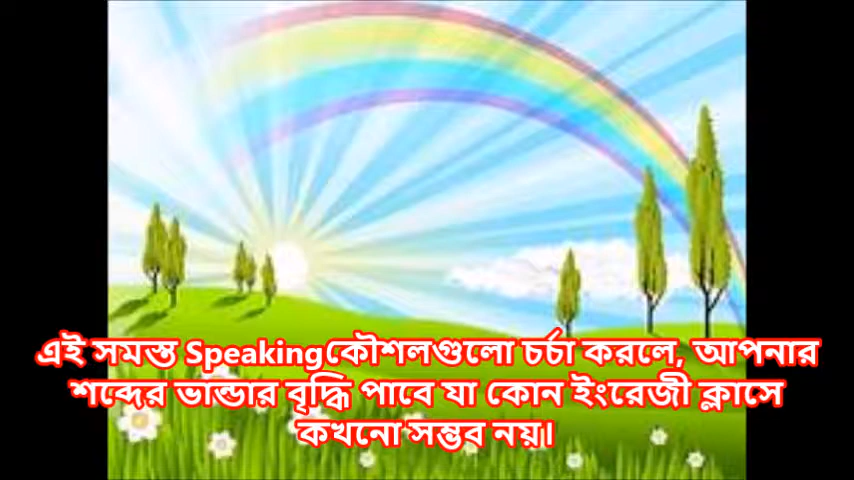 এই সমস্ত Speakingকৌশলগুলো চর্চা করলে, আপনার
শব্দের ভান্ডার বৃদ্ধি পাবে যা কোন ইংরেজী ক্লাসে
কখনো সম্ভব নয়।